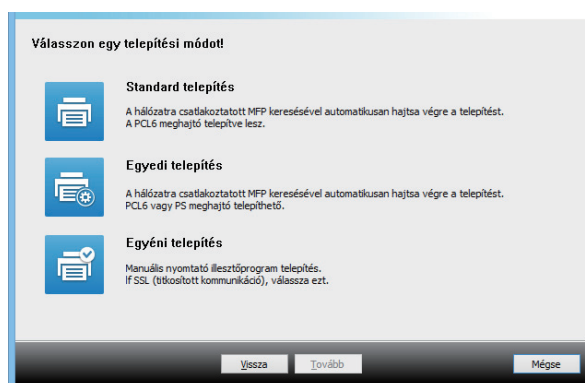 Válasszon egy telepítési módot!
Standard telepítés
A hálózatra csatlakoztatott MFP keresésével automatikusan hajtsa végre a telepítést.
A PCL6 meghajtó telepítve lesz.
Egyedi telepítés
A hálózatra csatlakoztatott MFP keresésével automatikusan hajtsa végre a telepítést.
PCL6 vagy PS meghajtó telepíthető.
Egyéni telepítés
Manuális nyomtató illesztőprogram telepítés.
If SSL (titkosított kommunikáció), válassza ezt.
Vissza Tovább Mégse